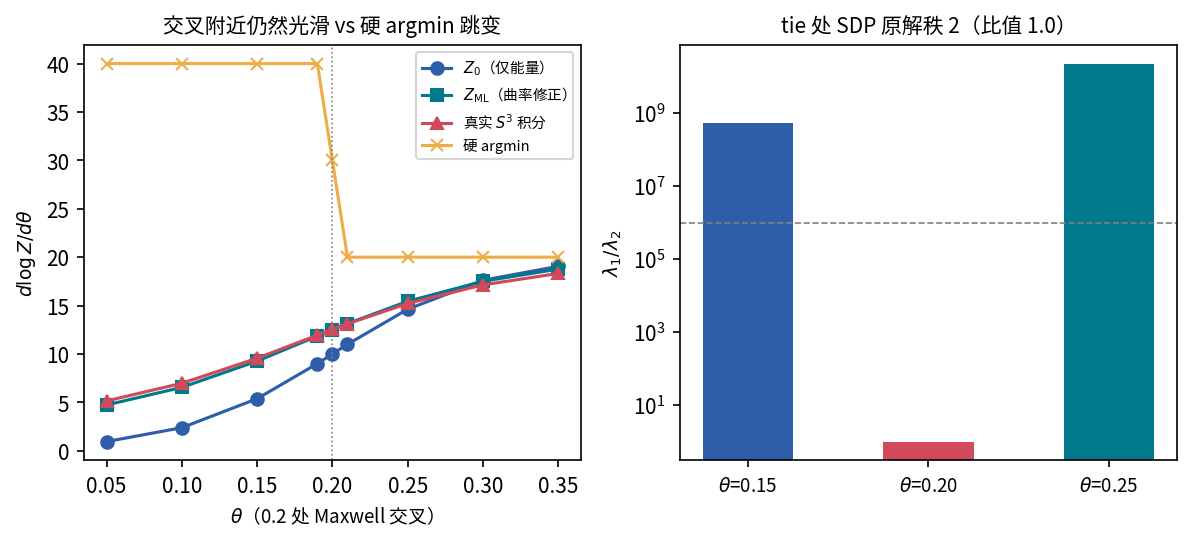 交叉附近仍然光滑 vs 硬 argmin 跳变
d log Z/dθ
40
35
30
25
20
15
10
5
0
Z₀（仅能量）
Z_ML（曲率修正）
真实 S³ 积分
硬 argmin
0.05 0.10 0.15 0.20 0.25 0.30 0.35
θ（0.2 处 Maxwell 交叉）
tie 处 SDP 原解秩 2（比值 1.0）
λ₁/λ₂
10⁹
10⁷
10⁵
10³
10¹
θ=0.15 θ=0.20 θ=0.25